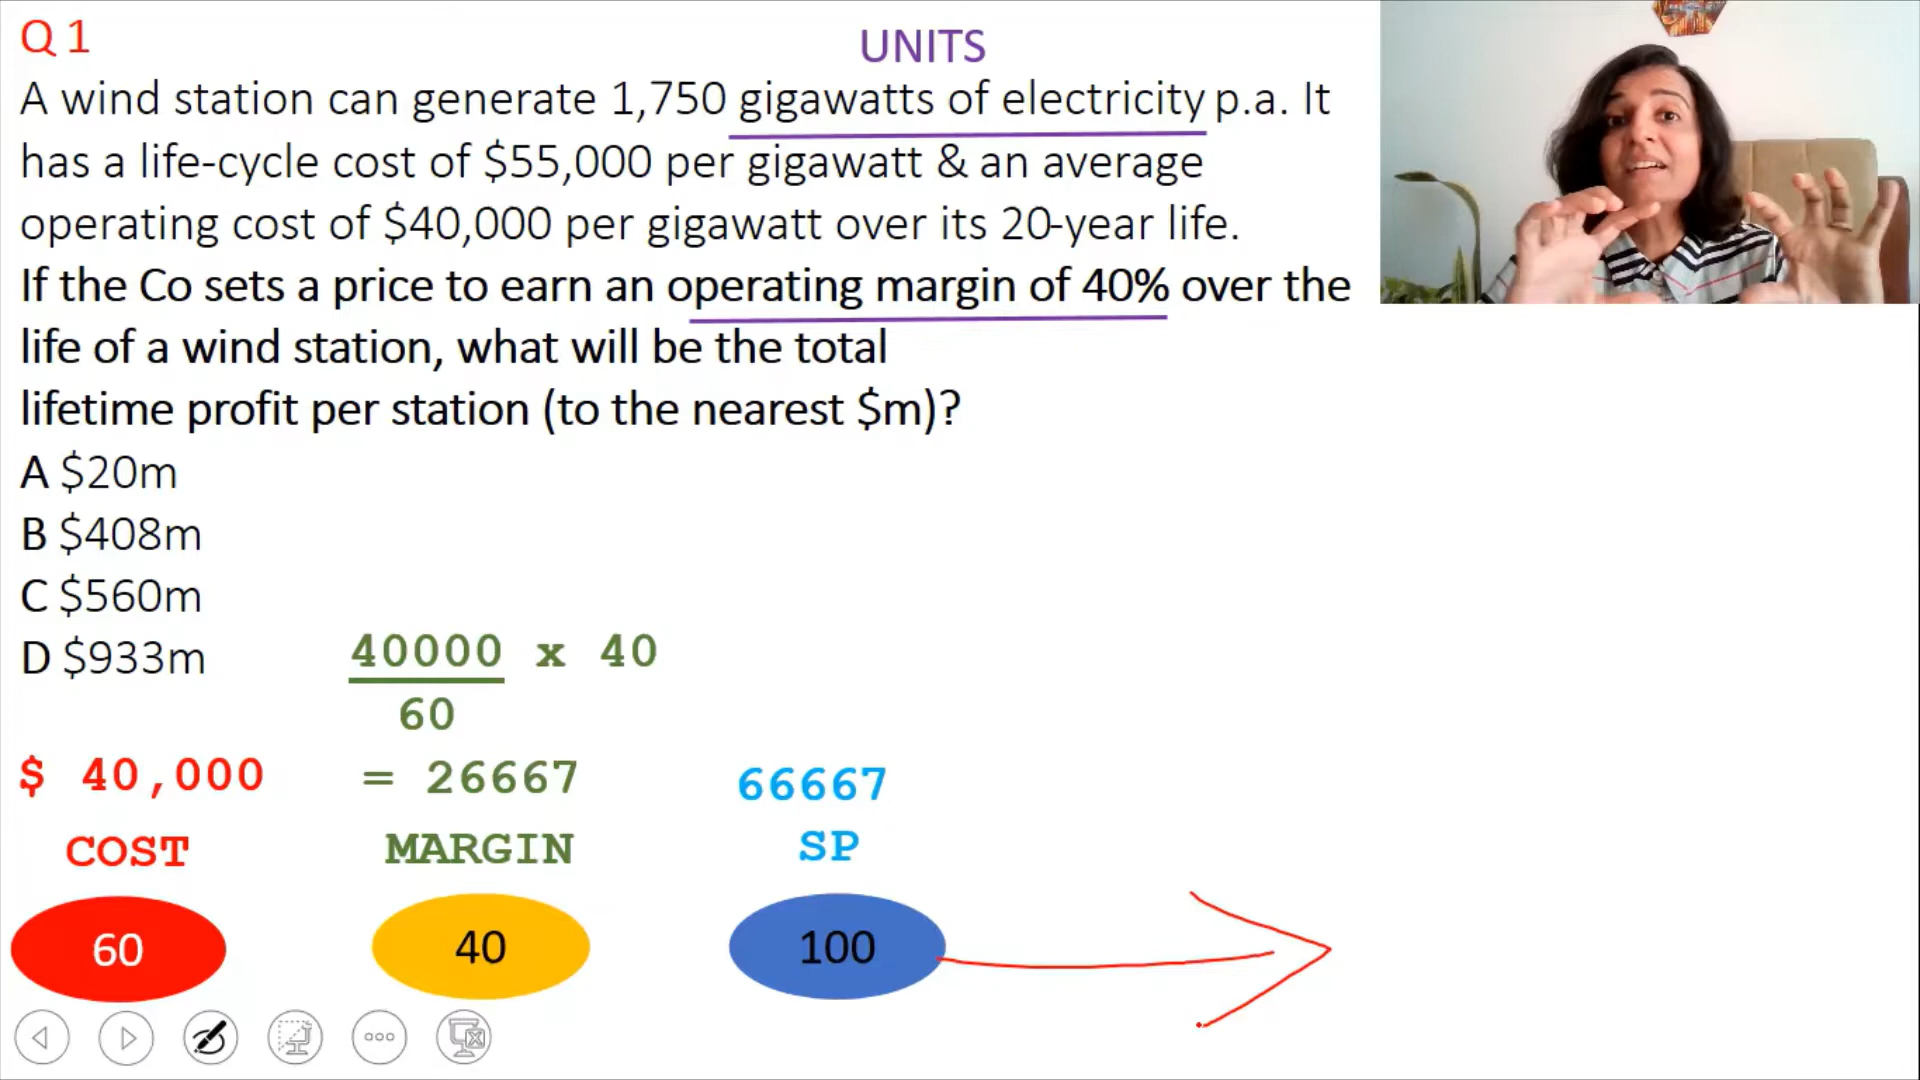 Q 1
UNITS
A wind station can generate 1,750 gigawatts of electricity p.a. It
has a life-cycle cost of $55,000 per gigawatt & an average
operating cost of $40,000 per gigawatt over its 20-year life.
If the Co sets a price to earn an operating margin of 40% over the
life of a wind station, what will be the total
lifetime profit per station (to the nearest $m)?
A $20m
B $408m
C $560m
D $933m
40000 x 40
60
$ 40,000 = 26667 66667
COST MARGIN SP
60 40 100